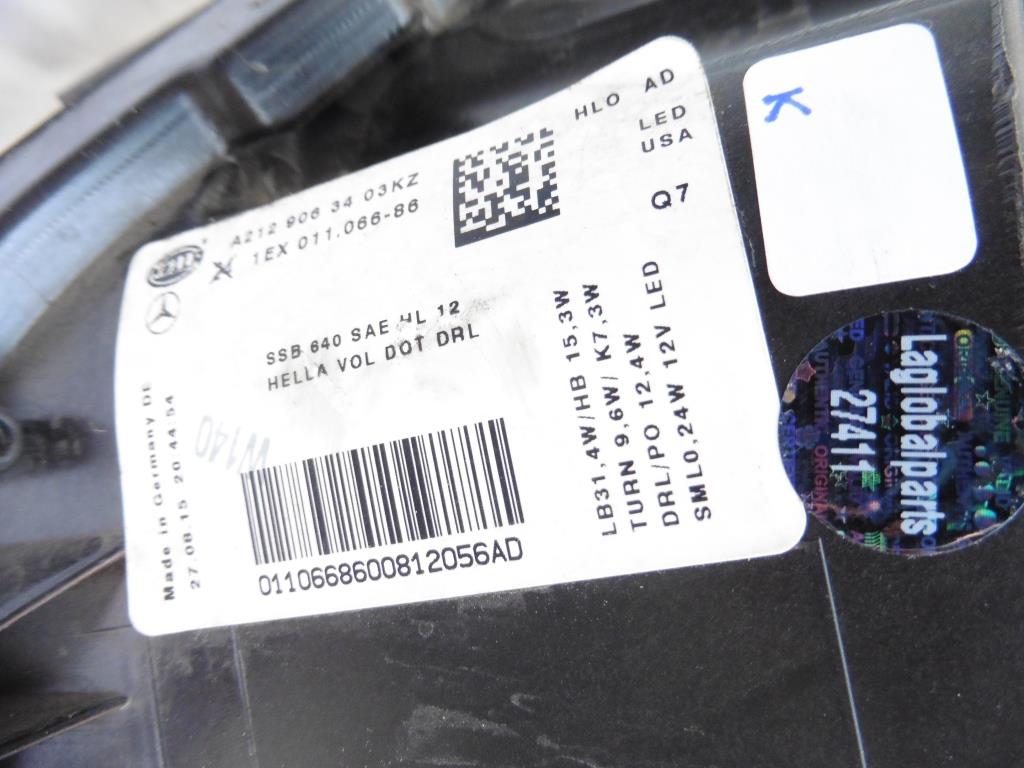 HLO AD
LED
USA
Q7
HELLA
A212 906 34 03KZ
1EX 011.066-86
SSB 640 SAE HL 12
HELLA VOL DOT DRL
W140
LB31,4W/HB 15,3W
TURN 9,6W/ K7,3W
DRL/PO 12,4W
SML0,24W 12V LED
Made in Germany DE
27.08.15 20:44:54
0110668600812056AD
K
Laglobalparts
27411